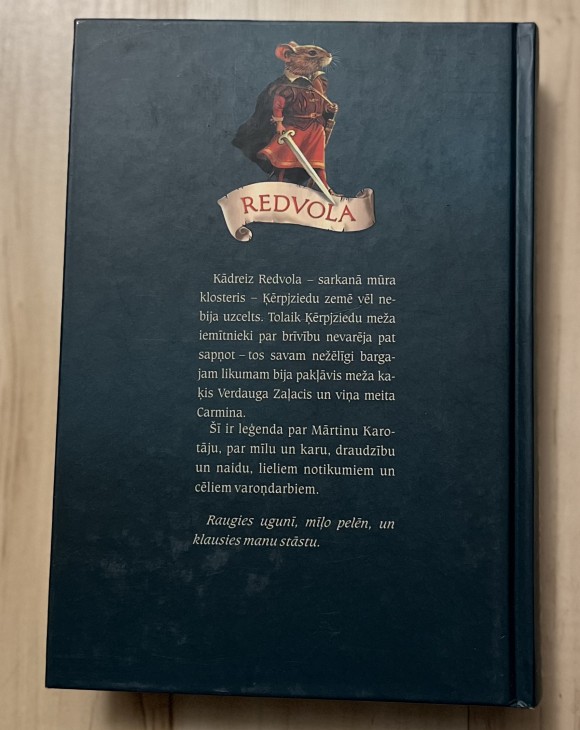 REDVOLA
Kādreiz Redvola – sarkanā mūra
klosteris – Ķērpjziedu zemē vēl ne-
bija uzcelts. Tolaik Ķērpjziedu meža
iemītnieki par brīvību nevarēja pat
sapņot – tos savam nežēlīgi barga-
jam likumam bija pakļāvis meža ka-
ķis Verdauga Zaļacis un viņa meita
Carmina.
Šī ir leģenda par Mārtinu Karo-
tāju, par mīlu un karu, draudzību
un naidu, lieliem notikumiem un
cēliem varoņdarbiem.
Raugies ugunī, mīļo pelēn, un
klausies manu stāstu.